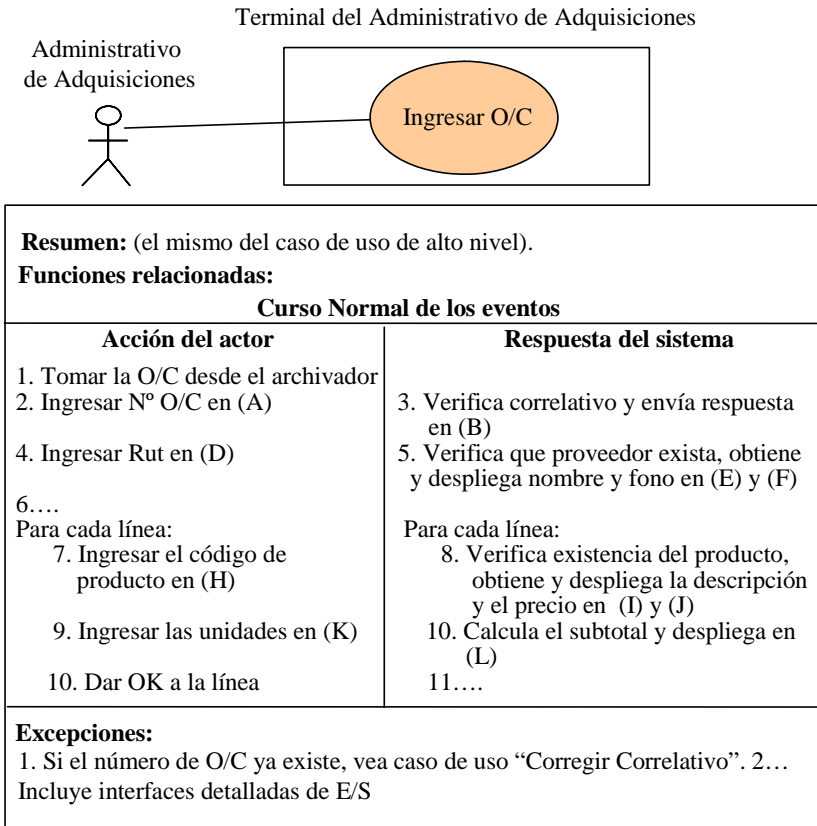 Terminal del Administrativo de Adquisiciones
Administrativo
de Adquisiciones
Ingresar O/C
Resumen: (el mismo del caso de uso de alto nivel).
Funciones relacionadas:
Curso Normal de los eventos
Acción del actor
1. Tomar la O/C desde el archivador
2. Ingresar Nº O/C en (A)
4. Ingresar Rut en (D)
6….
Para cada línea:
7. Ingresar el código de
producto en (H)
9. Ingresar las unidades en (K)
10. Dar OK a la línea
Respuesta del sistema
3. Verifica correlativo y envía respuesta
en (B)
5. Verifica que proveedor exista, obtiene
y despliega nombre y fono en (E) y (F)
Para cada línea:
8. Verifica existencia del producto,
obtiene y despliega la descripción
y el precio en (I) y (J)
10. Calcula el subtotal y despliega en
(L)
11….
Excepciones:
1. Si el número de O/C ya existe, vea caso de uso “Corregir Correlativo”. 2…
Incluye interfaces detalladas de E/S